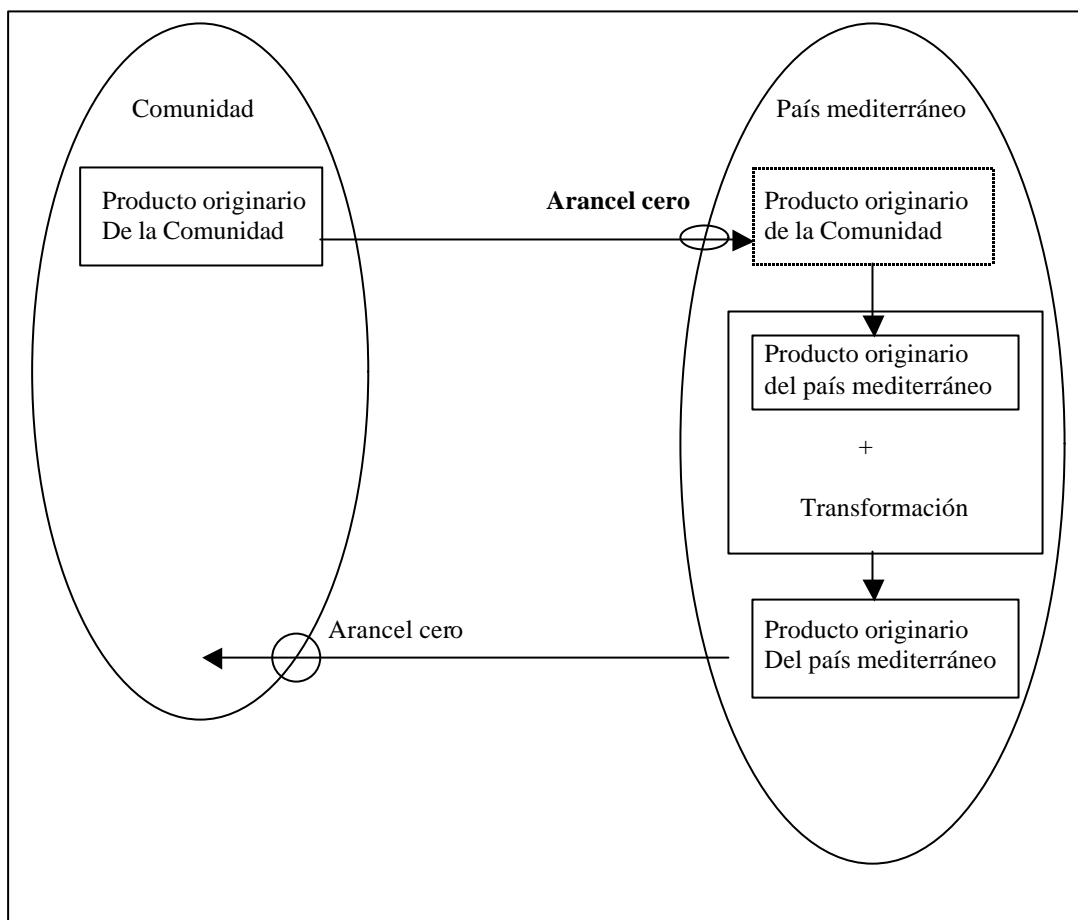 Comunidad
País mediterráneo
Producto originario
De la Comunidad
Arancel cero
Producto originario
de la Comunidad
Producto originario
del país mediterráneo
+
Transformación
Arancel cero
Producto originario
Del país mediterráneo